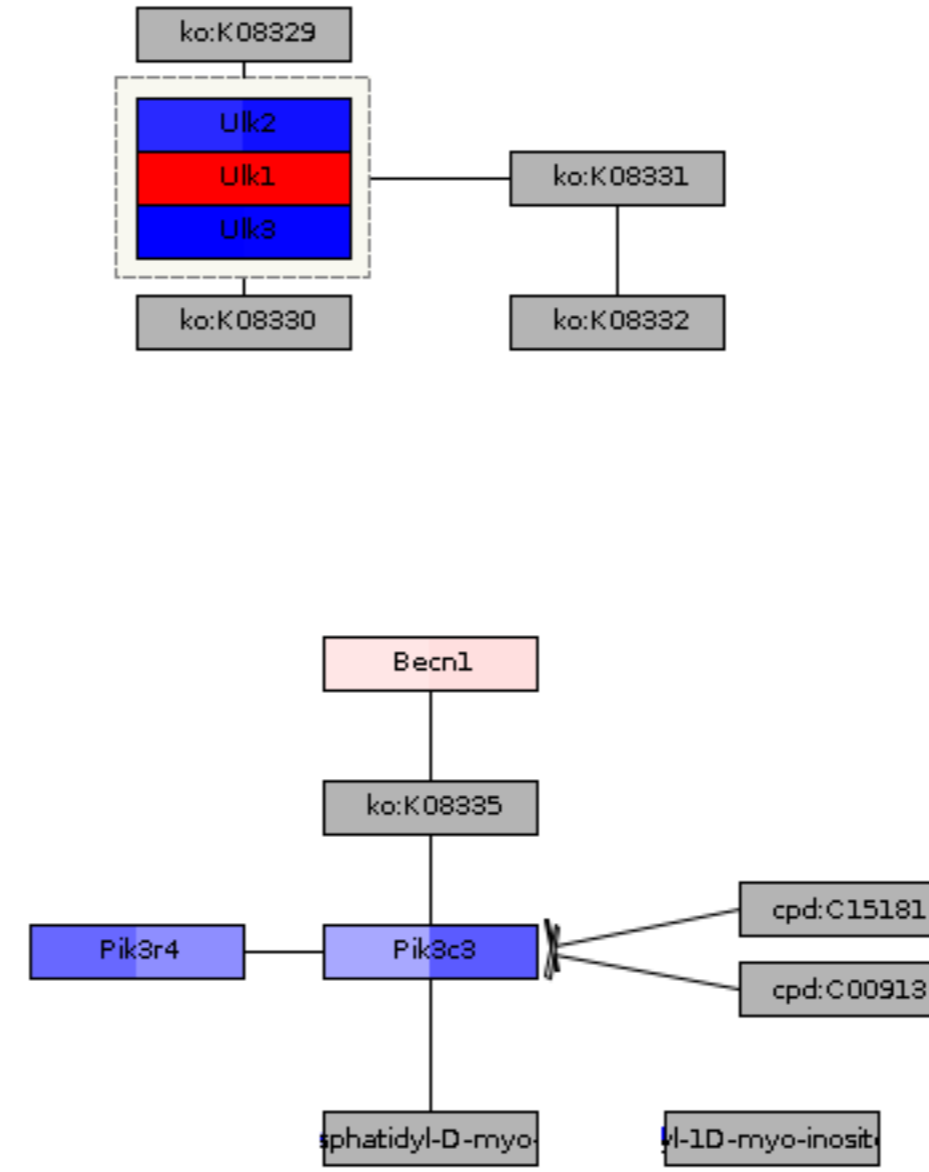 ko:K08329
Ulk2
Ulk1
ko:K08331
Ulk3
ko:K08330
ko:K08332
Becn1
ko:K08335
cpd:C15181
Pik3r4
Pik3c3
cpd:C00913
sphatidyl-D-myo-
yl-1D-myo-inosit